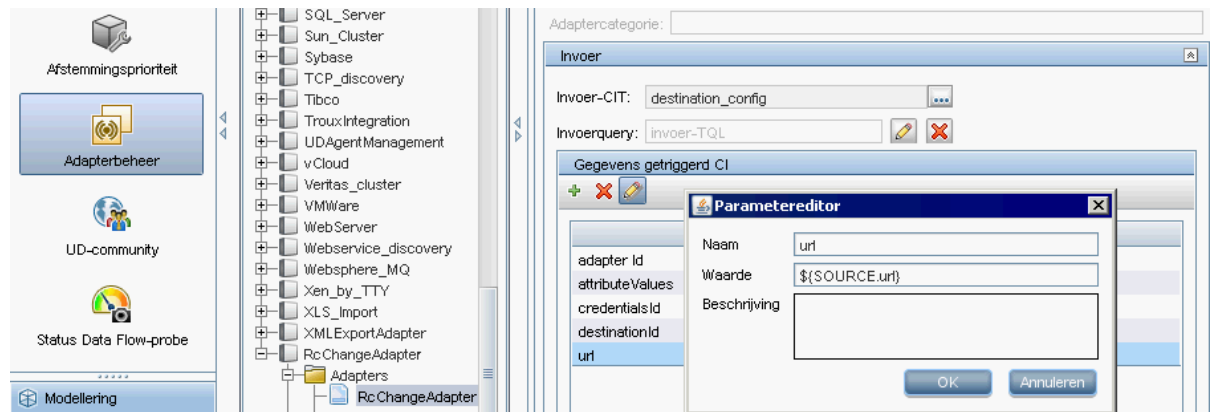 Afstemmingsprioriteit
Adapterbeheer
UD-community
Status Data Flow-probe
Modellering
SQL_Server
Sun_Cluster
Sybase
TCP_discovery
Tibco
TrouxIntegration
UDAgentManagement
vCloud
Veritas_cluster
VMWare
WebServer
Webservice_discovery
Websphere_MQ
Xen_by_TTY
XLS_Import
XMLExportAdapter
RcChangeAdapter
Adapters
RcChangeAdapter
Adaptercategorie:
Invoer
Invoer-CIT: destination_config ...
Invoerquery: invoer-TQL
Gegevens getriggerd CI
adapter Id
attributeValues
credentialsId
destinationId
url
Parametereditor
Naam url
Waarde ${SOURCE.url}
Beschrijving
OK Annuleren